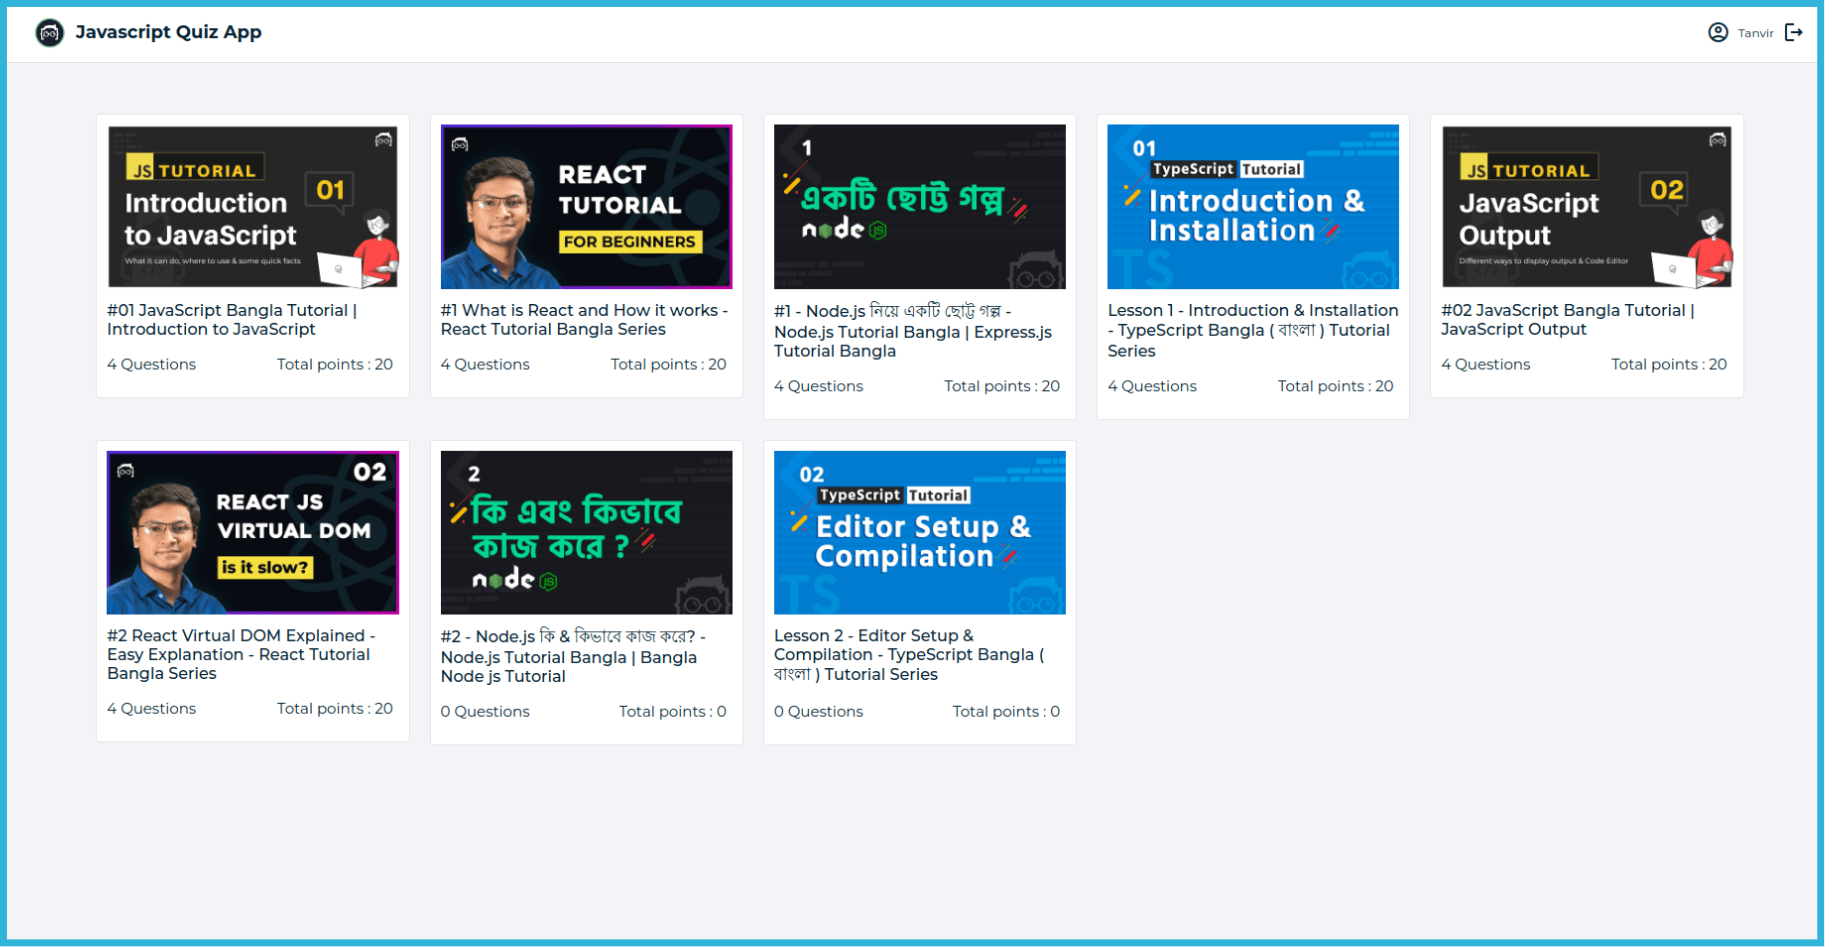 Javascript Quiz App
Tanvir
JS TUTORIAL
01
Introduction
to JavaScript
What it can do, where to use & some quick facts
#01 JavaScript Bangla Tutorial |
Introduction to JavaScript
4 Questions Total points : 20
REACT
TUTORIAL
FOR BEGINNERS
#1 What is React and How it works -
React Tutorial Bangla Series
4 Questions Total points : 20
1
একটি ছোট্ট গল্প
node JS
#1 - Node.js নিয়ে একটি ছোট্ট গল্প -
Node.js Tutorial Bangla | Express.js
Tutorial Bangla
4 Questions Total points : 20
01
TypeScript Tutorial
Introduction &
Installation
TS
Lesson 1 - Introduction & Installation
- TypeScript Bangla ( বাংলা ) Tutorial
Series
4 Questions Total points : 20
JS TUTORIAL
02
JavaScript
Output
Different ways to display output & Code Editor
#02 JavaScript Bangla Tutorial |
JavaScript Output
4 Questions Total points : 20
02
REACT JS
VIRTUAL DOM
is it slow?
#2 React Virtual DOM Explained -
Easy Explanation - React Tutorial
Bangla Series
4 Questions Total points : 20
2
কি এবং কিভাবে
কাজ করে ?
node JS
#2 - Node.js কি & কিভাবে কাজ করে? -
Node.js Tutorial Bangla | Bangla
Node js Tutorial
0 Questions Total points : 0
02
TypeScript Tutorial
Editor Setup &
Compilation
TS
Lesson 2 - Editor Setup &
Compilation - TypeScript Bangla (
বাংলা ) Tutorial Series
0 Questions Total points : 0